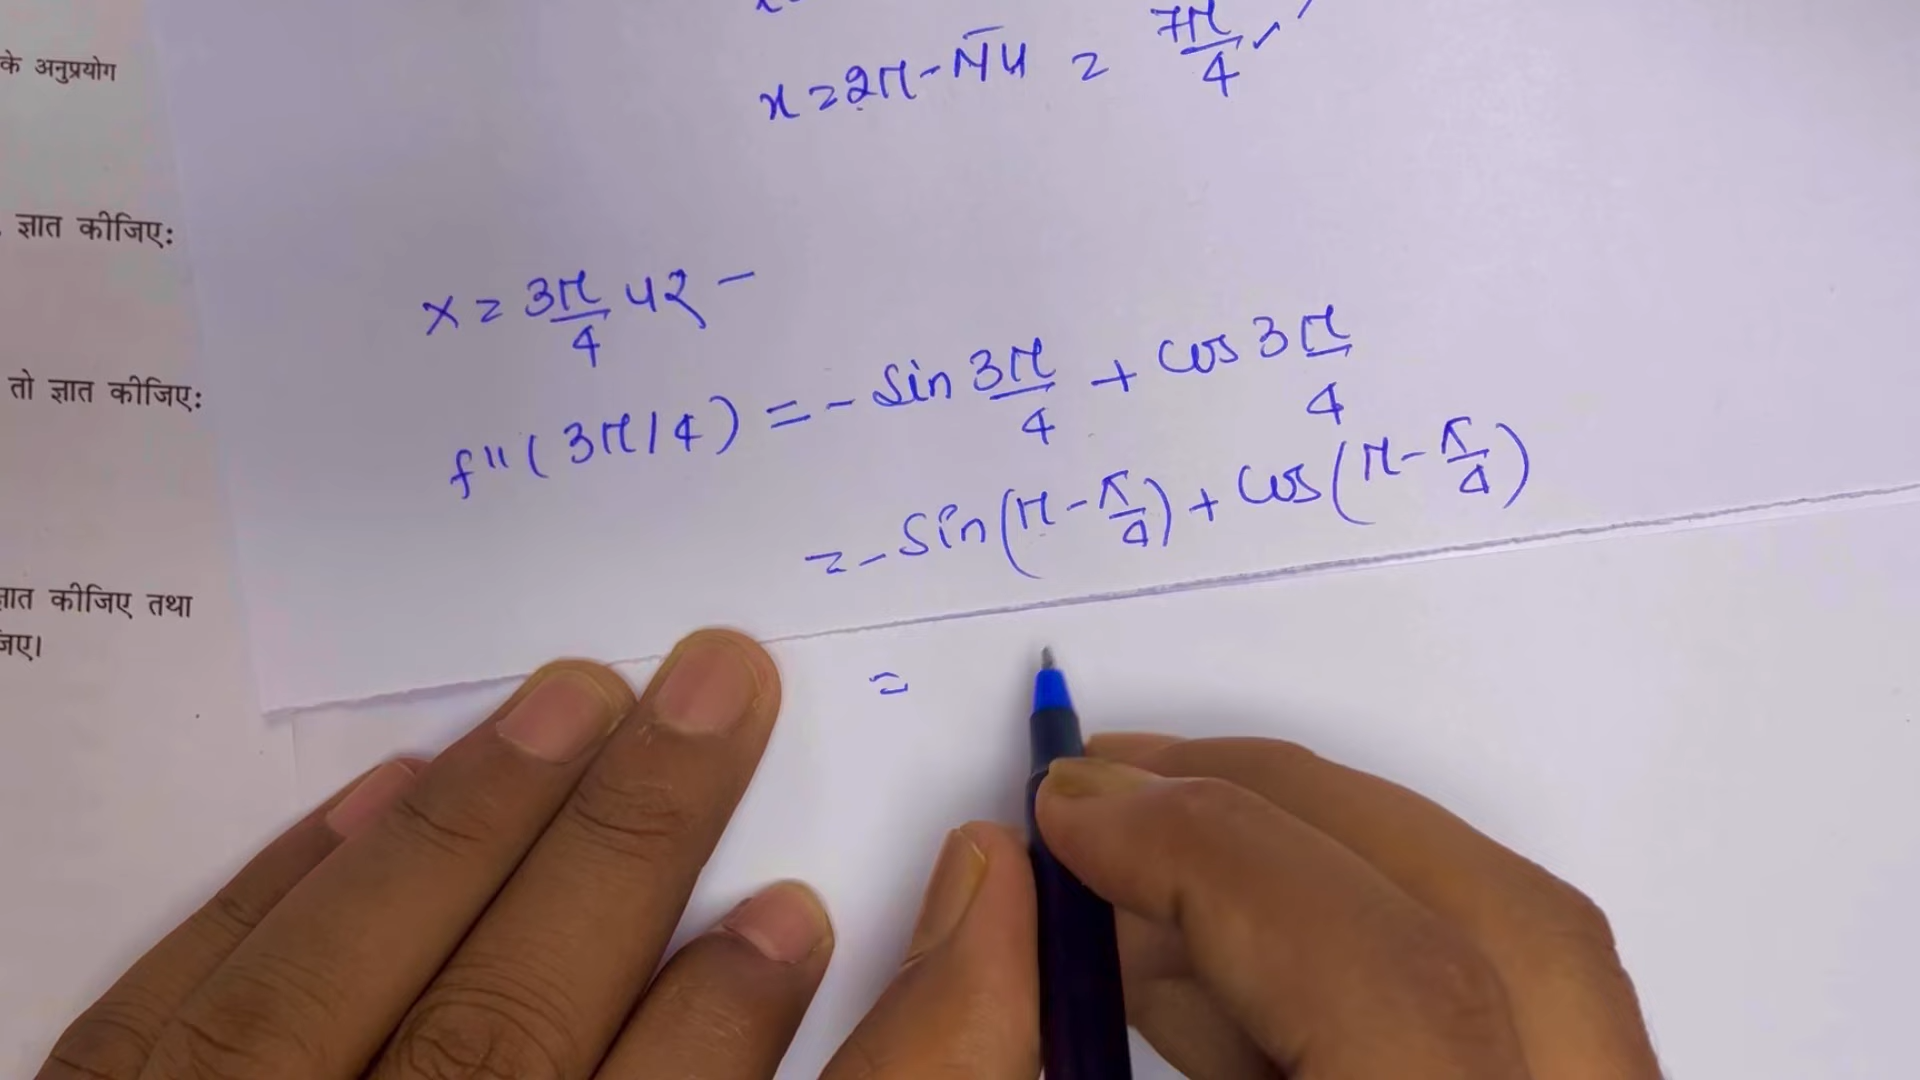 x = 2π - π/4 = 7π/4 ✓
के अनुप्रयोग
ज्ञात कीजिए:
x = 3π/4 पर -
f''(3π/4) = - sin 3π/4 + cos 3π/4
तो ज्ञात कीजिए:
= - sin(π - π/4) + cos(π - π/4)
कीजिए तथा
=